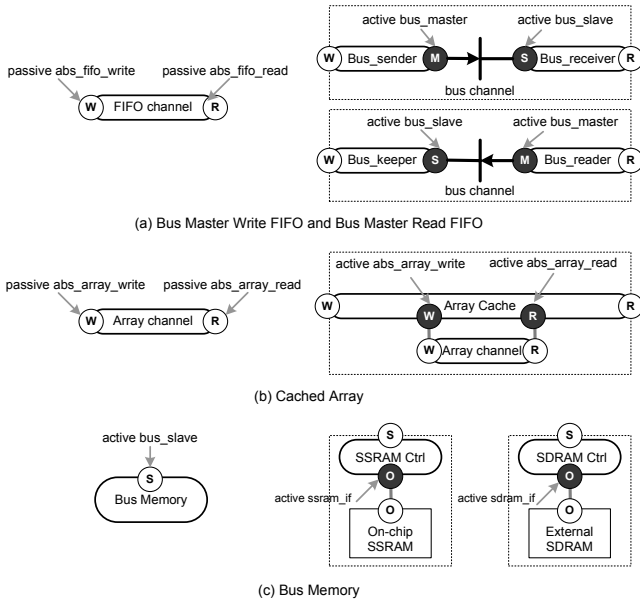 active bus_master
active bus_slave
passive abs_fifo_write
passive abs_fifo_read
W
FIFO channel
R
W
Bus_sender
M
S
Bus_receiver
R
bus channel
active bus_slave
active bus_master
W
Bus_keeper
S
M
Bus_reader
R
bus channel
(a) Bus Master Write FIFO and Bus Master Read FIFO
active abs_array_write
active abs_array_read
passive abs_array_write
passive abs_array_read
W
Array channel
R
W
Array Cache
R
W
R
W
Array channel
R
(b) Cached Array
active bus_slave
S
Bus Memory
S
SSRAM Ctrl
O
active ssram_if
O
On-chip
SSRAM
S
SDRAM Ctrl
O
active sdram_if
O
External
SDRAM
(c) Bus Memory